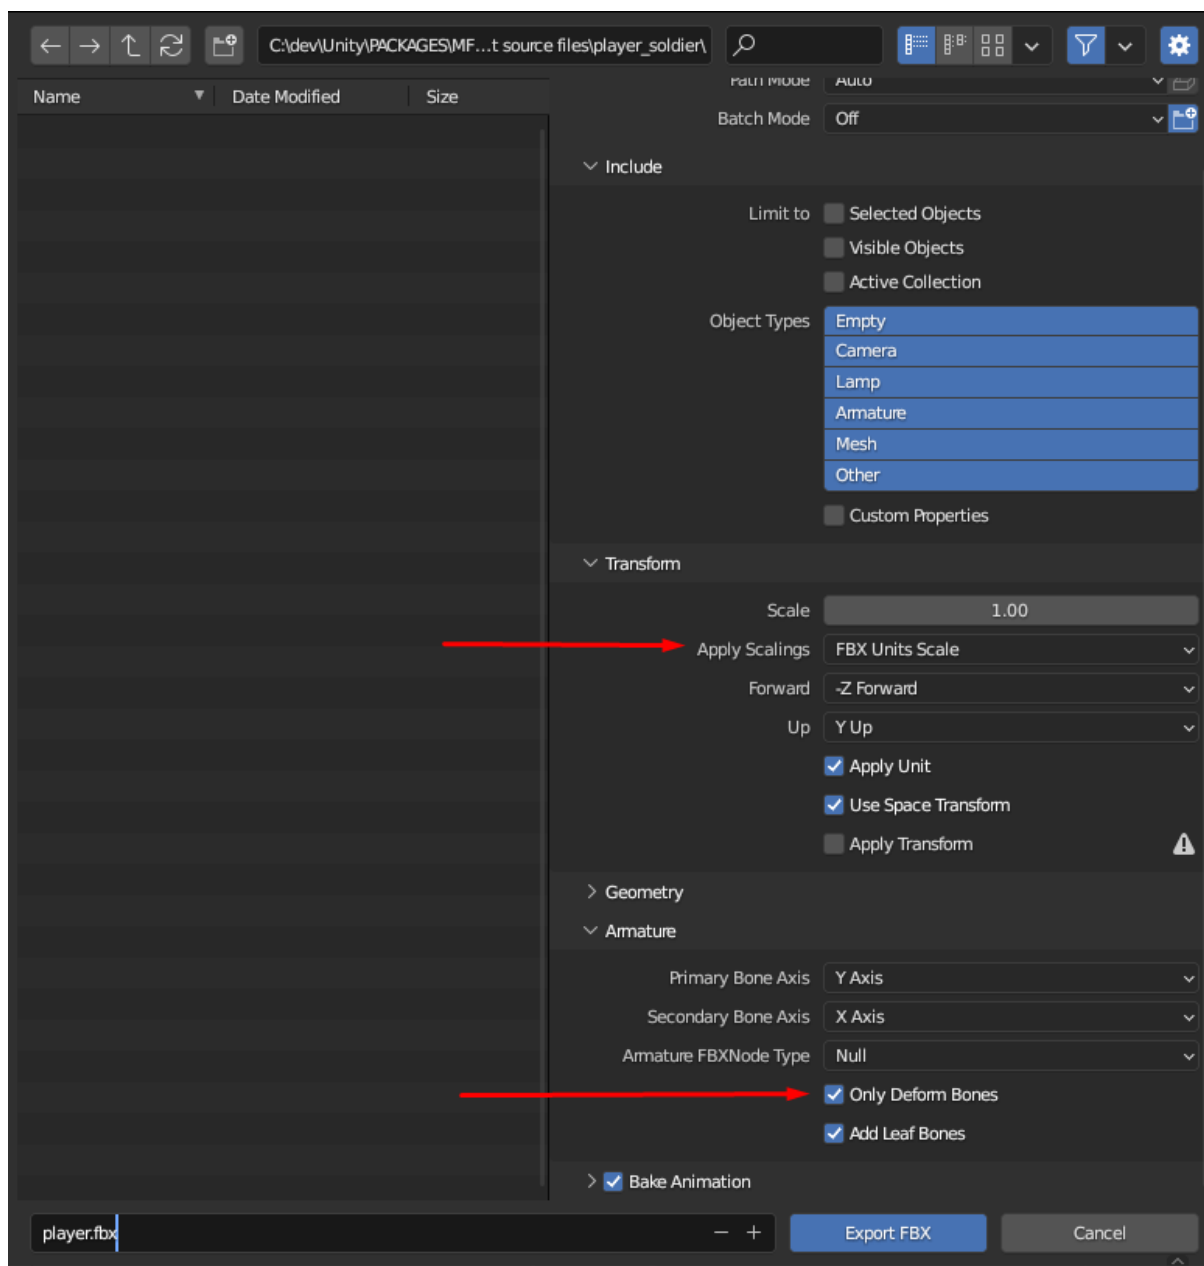 C:\dev\Unity\PACKAGES\MF...t source files\player_soldier\
Name Date Modified Size
Path Mode Auto
Batch Mode Off
Include
Limit to Selected Objects
Visible Objects
Active Collection
Object Types Empty
Camera
Lamp
Armature
Mesh
Other
Custom Properties
Transform
Scale 1.00
Apply Scalings FBX Units Scale
Forward -Z Forward
Up Y Up
Apply Unit
Use Space Transform
Apply Transform
Geometry
Armature
Primary Bone Axis Y Axis
Secondary Bone Axis X Axis
Armature FBXNode Type Null
Only Deform Bones
Add Leaf Bones
Bake Animation
player.fbx Export FBX Cancel